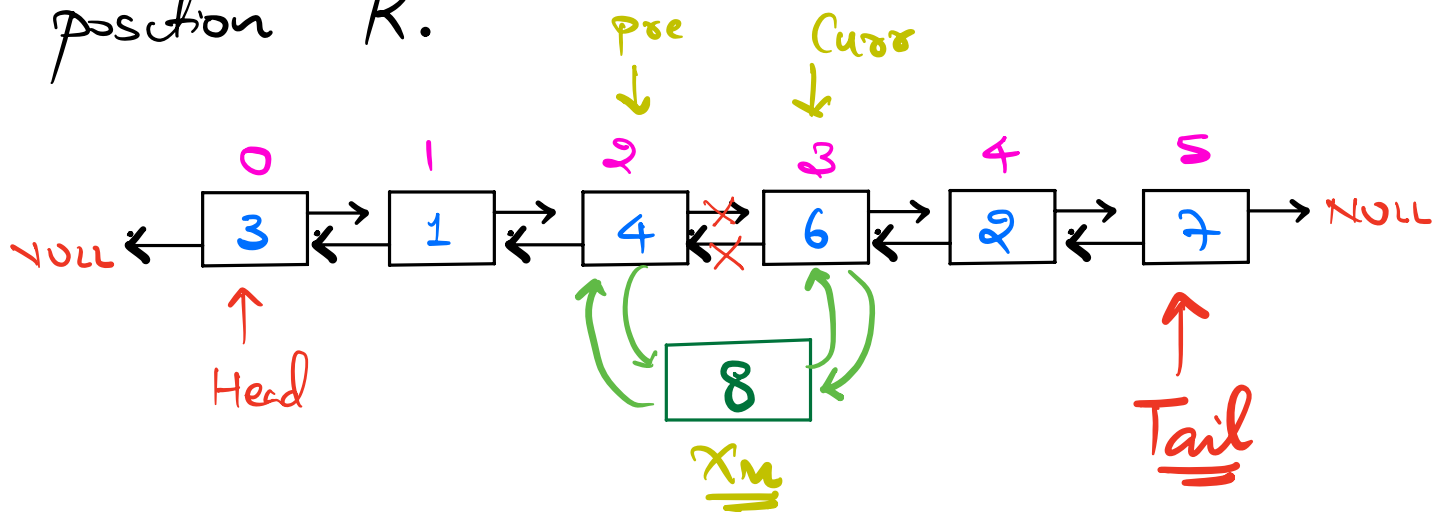 position K.
pre Curr
0 1 2 3 4 5
NULL 3 1 4 6 2 7 NULL
Head 8 Tail
Xn